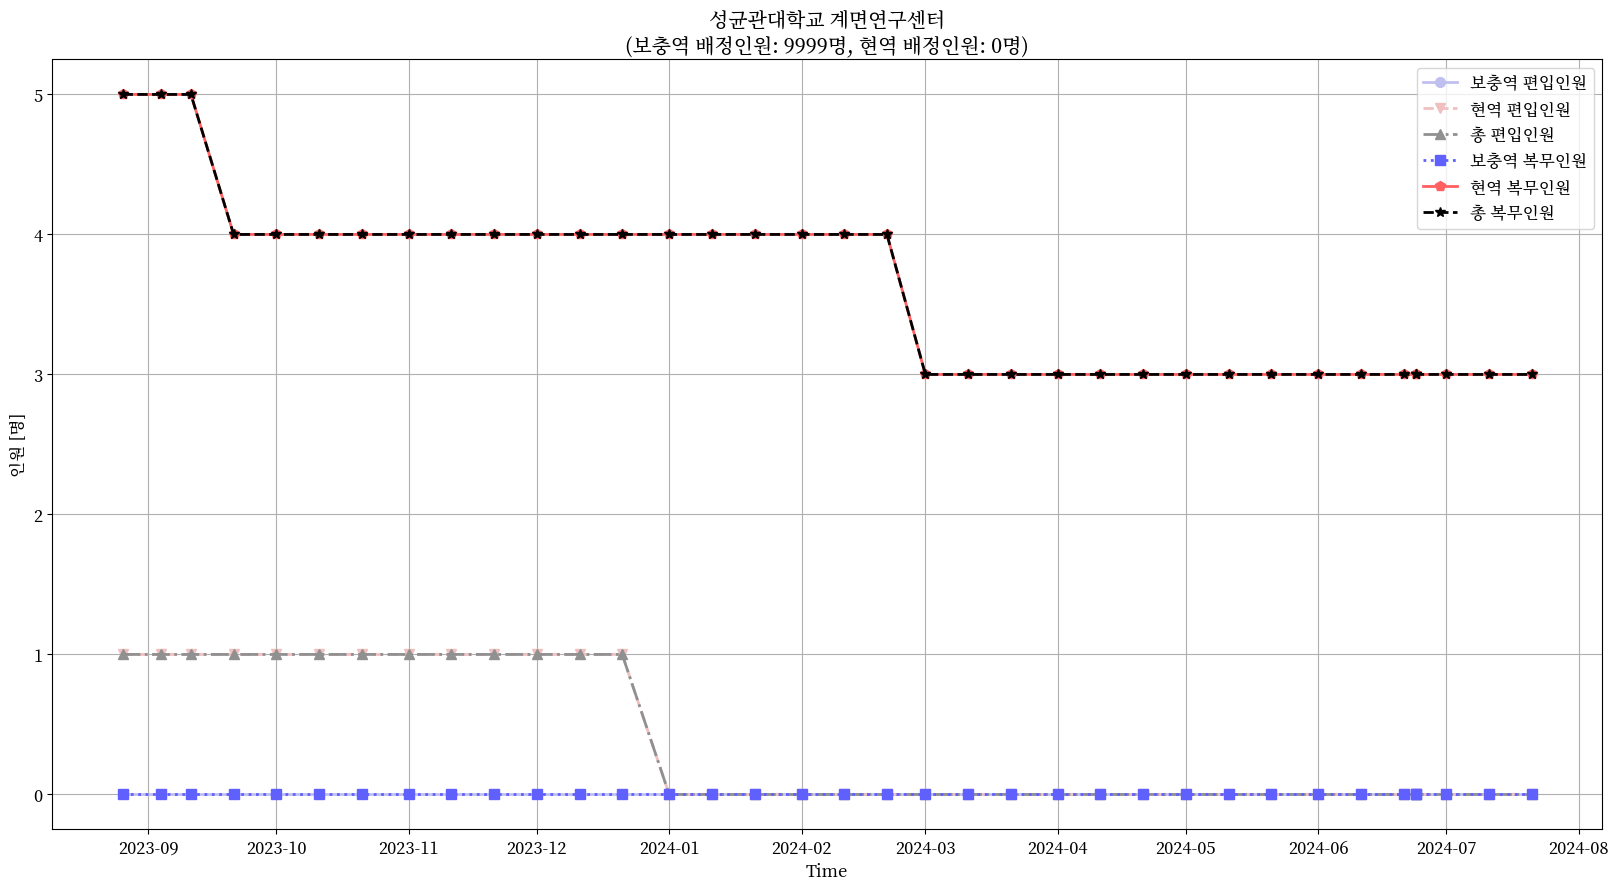 성균관대학교 계면연구센터
(보충역 배정인원: 9999명, 현역 배정인원: 0명)
보충역 편입인원
현역 편입인원
총 편입인원
보충역 복무인원
현역 복무인원
총 복무인원
인원 [명]
5
4
3
2
1
0
2023-09
2023-10
2023-11
2023-12
2024-01
2024-02
2024-03
2024-04
2024-05
2024-06
2024-07
2024-08
Time